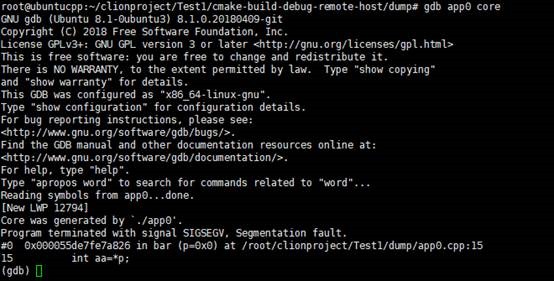 root@ubuntucpp:~/clionproject/Test1/cmake-build-debug-remote-host/dump# gdb app0 core
GNU gdb (Ubuntu 8.1-0ubuntu3) 8.1.0.20180409-git
Copyright (C) 2018 Free Software Foundation, Inc.
License GPLv3+: GNU GPL version 3 or later <http://gnu.org/licenses/gpl.html>
This is free software: you are free to change and redistribute it.
There is NO WARRANTY, to the extent permitted by law.  Type "show copying"
and "show warranty" for details.
This GDB was configured as "x86_64-linux-gnu".
Type "show configuration" for configuration details.
For bug reporting instructions, please see:
<http://www.gnu.org/software/gdb/bugs/>.
Find the GDB manual and other documentation resources online at:
<http://www.gnu.org/software/gdb/documentation/>.
For help, type "help".
Type "apropos word" to search for commands related to "word"...
Reading symbols from app0...done.
[New LWP 12794]
Core was generated by `./app0'.
Program terminated with signal SIGSEGV, Segmentation fault.
#0  0x000055de7fe7a826 in bar (p=0x0) at /root/clionproject/Test1/dump/app0.cpp:15
15          int aa=*p;
(gdb)